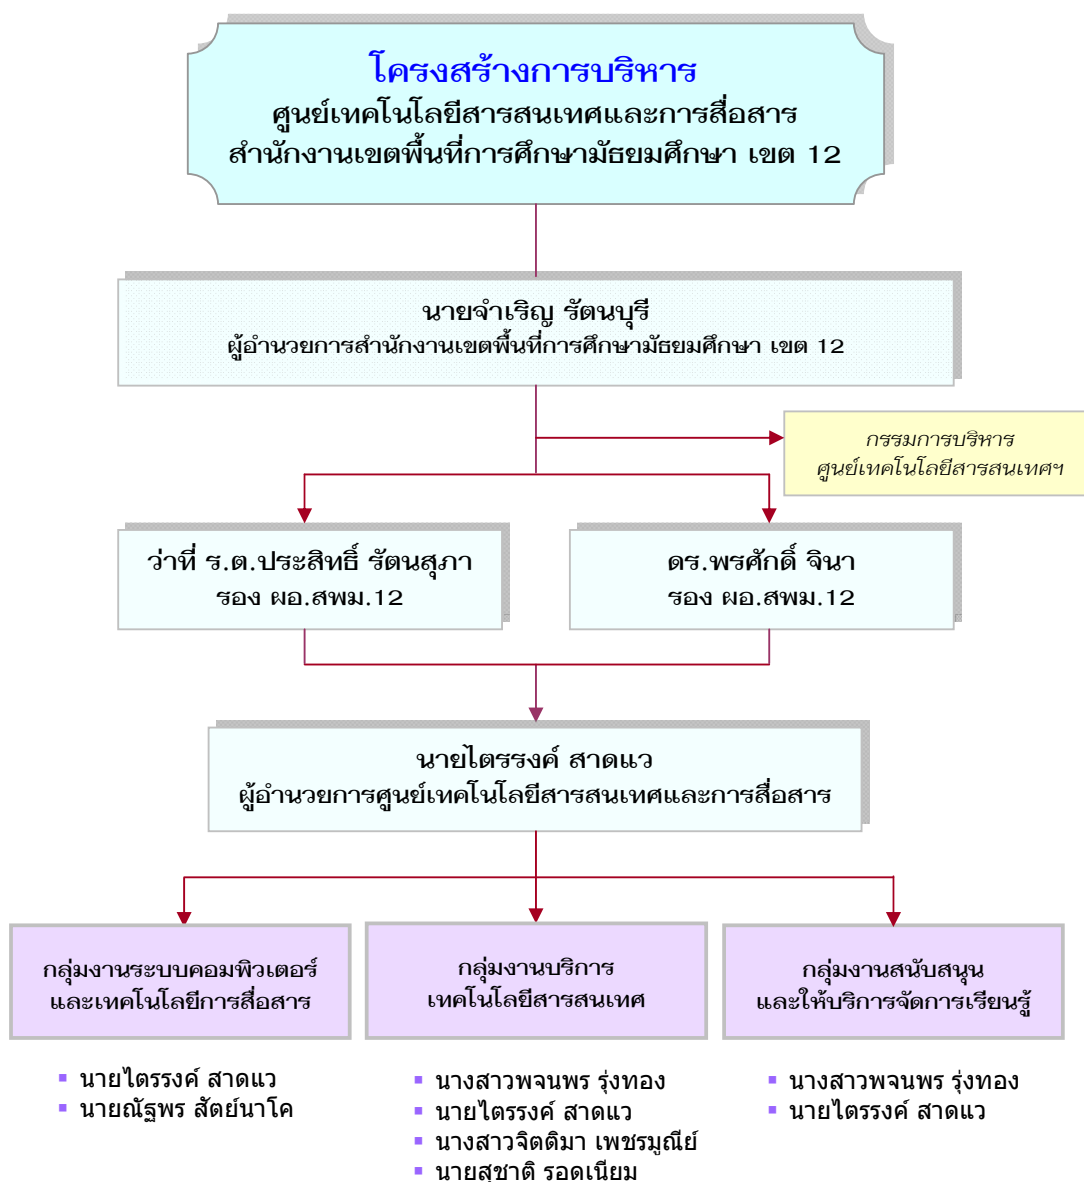 โครงสร้างการบริหาร
ศูนย์เทคโนโลยีสารสนเทศและการสื่อสาร
สำนักงานเขตพื้นที่การศึกษามัธยมศึกษา เขต 12
นายจำเริญ รัตนบุรี
ผู้อำนวยการสำนักงานเขตพื้นที่การศึกษามัธยมศึกษา เขต 12
กรรมการบริหาร
ศูนย์เทคโนโลยีสารสนเทศฯ
ว่าที่ ร.ต.ประสิทธิ์ รัตนสุภา
รอง ผอ.สพม.12
ดร.พรศักดิ์ จินา
รอง ผอ.สพม.12
นายไตรรงค์ สาดแว
ผู้อำนวยการศูนย์เทคโนโลยีสารสนเทศและการสื่อสาร
กลุ่มงานระบบคอมพิวเตอร์
และเทคโนโลยีการสื่อสาร
▪ นายไตรรงค์ สาดแว
▪ นายณัฐพร สัตย์นาโค
กลุ่มงานบริการ
เทคโนโลยีสารสนเทศ
▪ นางสาวพจนพร รุ่งทอง
▪ นายไตรรงค์ สาดแว
▪ นางสาวจิตติมา เพชรมูณีย์
▪ นายสุชาติ รอดเนียม
กลุ่มงานสนับสนุน
และให้บริการจัดการเรียนรู้
▪ นางสาวพจนพร รุ่งทอง
▪ นายไตรรงค์ สาดแว